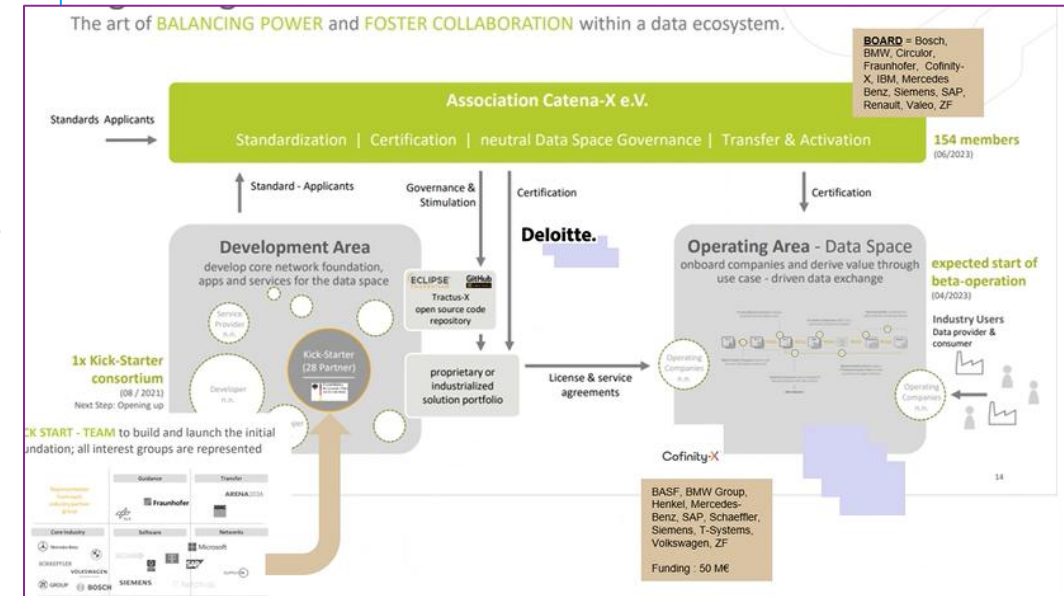 The art of BALANCING POWER and FOSTER COLLABORATION within a data ecosystem.
BOARD = Bosch,
BMW, Circulor,
Fraunhofer, Cofinity-
X, IBM, Mercedes
Benz, Siemens, SAP,
Renault, Valeo, ZF
Association Catena-X e.V.
Standards Applicants
Standardization | Certification | neutral Data Space Governance | Transfer & Activation
154 members
(06/2023)
Standard - Applicants
Governance &
Stimulation
Certification
Certification
Deloitte.
Development Area
develop core network foundation,
apps and services for the data space
Service
Provider
n.n.
Developer
n.n.
Kick-Starter
(28 Partner)
1x Kick-Starter
consortium
(08 / 2021)
Next Step: Opening up
ECLIPSE
GitHub
Tractus-X
open source code
repository
proprietary or
industrialized
solution portfolio
License & service
agreements
Operating Area - Data Space
onboard companies and derive value through
use case - driven data exchange
Operating
Companies
n.n.
Operating
Companies
n.n.
expected start of
beta-operation
(04/2023)
Industry Users
Data provider &
consumer
CK START - TEAM to build and launch the initial
undation; all interest groups are represented
Guidance
Transfer
Fraunhofer
ARENA2036
Core Industry
Software
Networks
Mercedes-Benz
Microsoft
SCHAEFFLER
VOLKSWAGEN
SAP
GROUP
BOSCH
SIEMENS
Cofinity-X
BASF, BMW Group,
Henkel, Mercedes-
Benz, SAP, Schaeffler,
Siemens, T-Systems,
Volkswagen, ZF
Funding : 50 M€
14